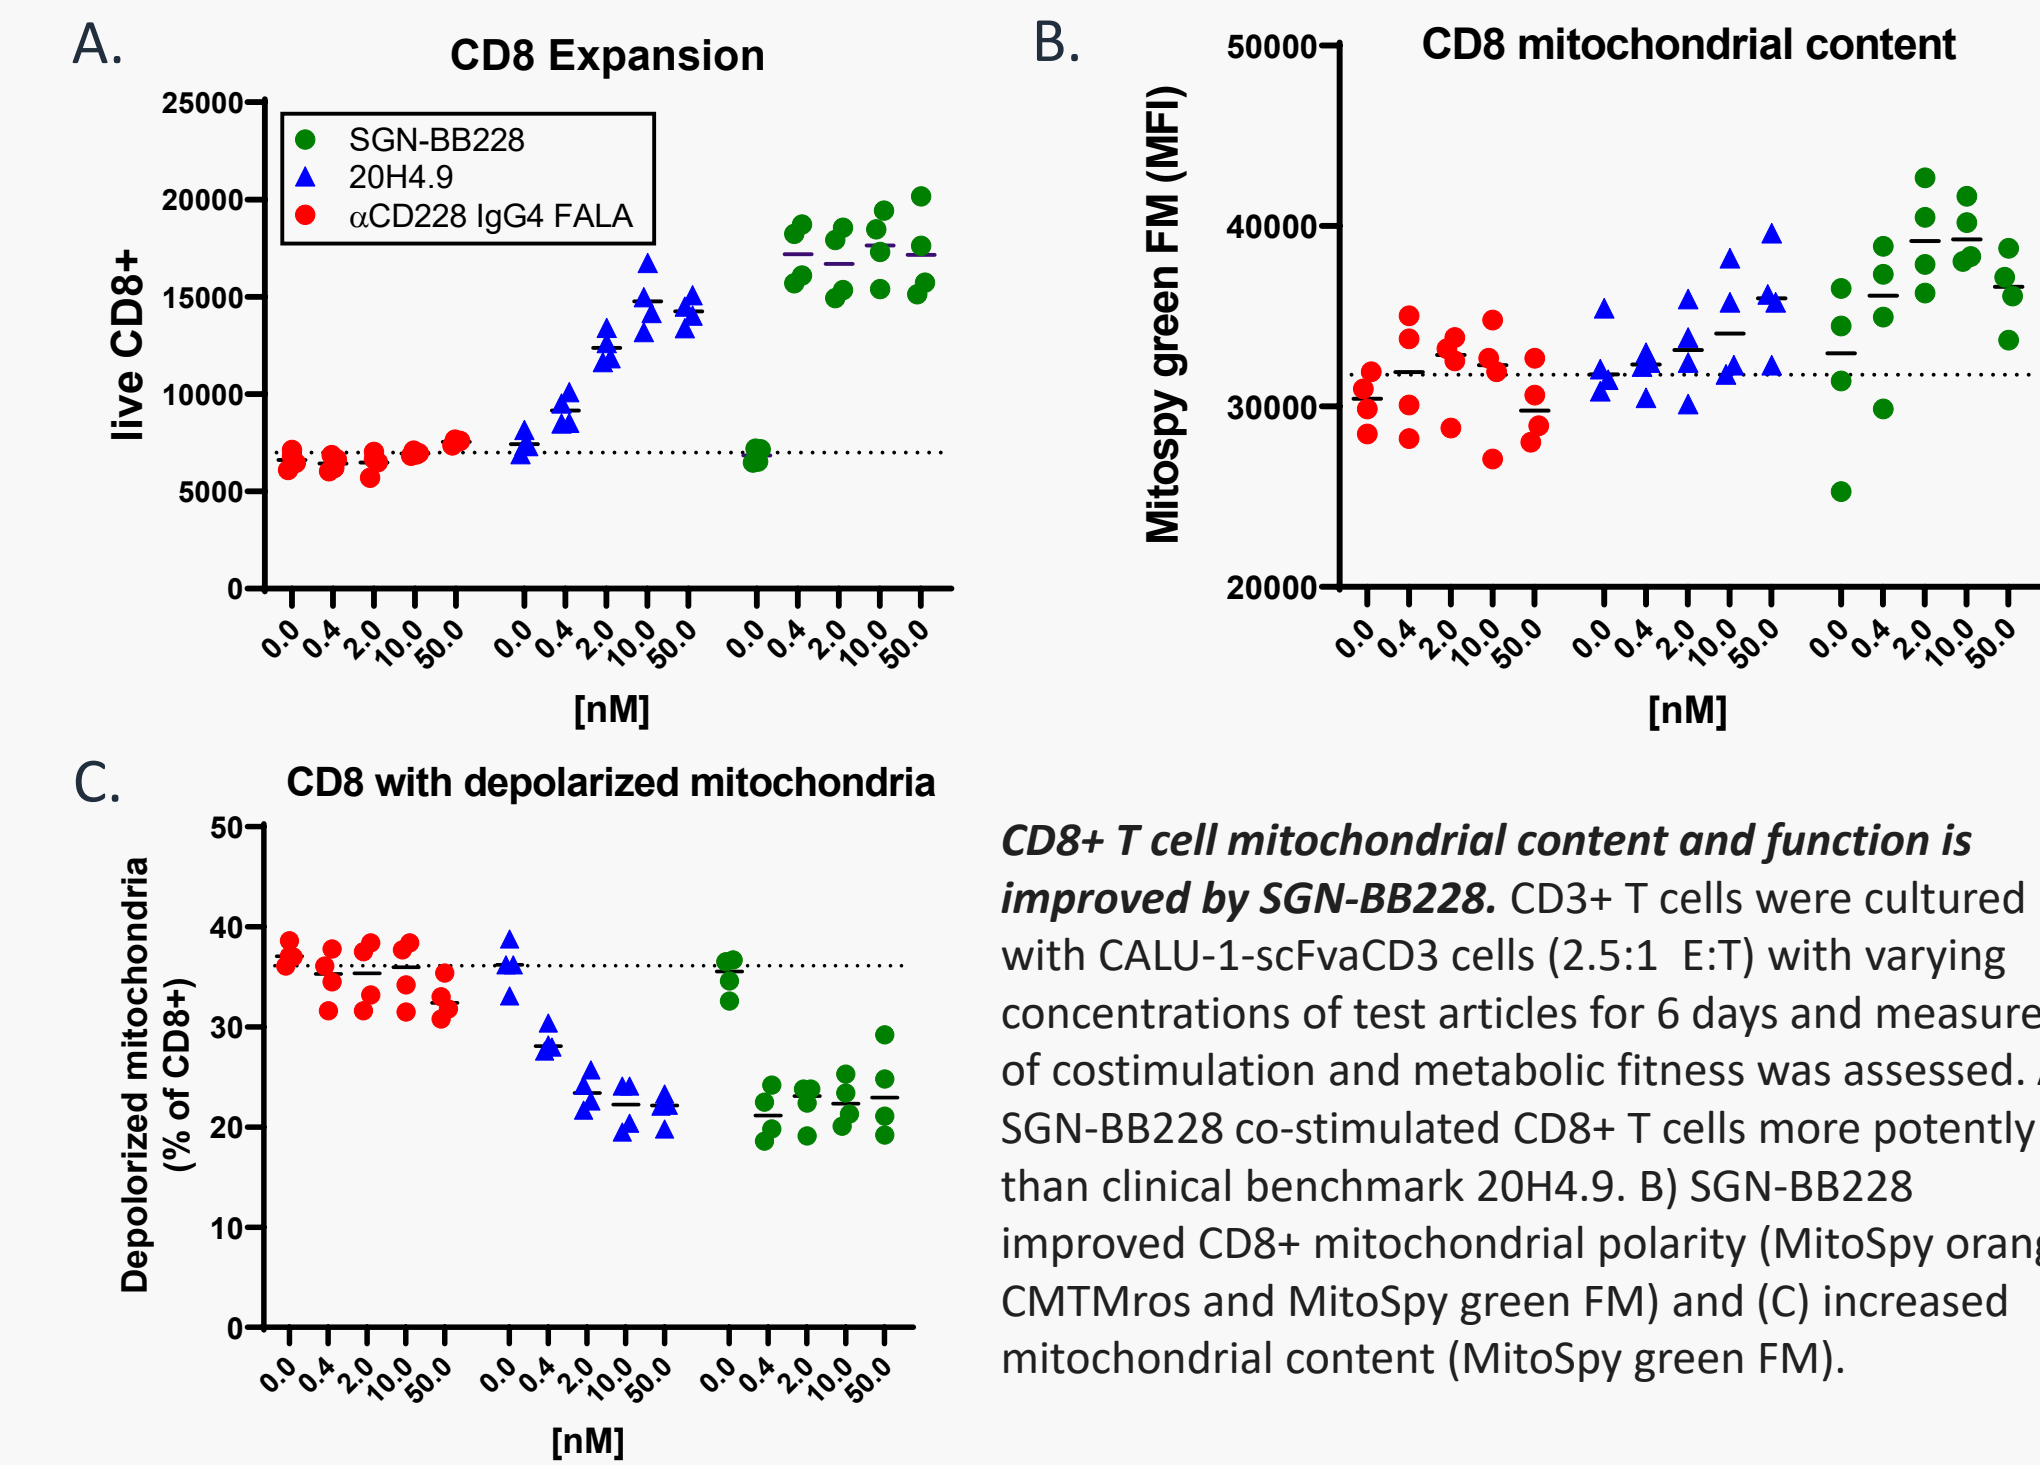 A.
CD8 Expansion
live CD8+
25000
20000
15000
10000
5000
0
SGN-BB228
20H4.9
αCD228 IgG4 FALA
0.0 0.4 2.0 10.0 50.0 0.0 0.4 2.0 10.0 50.0 0.0 0.4 2.0 10.0 50.0
[nM]
B.
CD8 mitochondrial content
Mitospy green FM (MFI)
50000
40000
30000
20000
0.0 0.4 2.0 10.0 50.0 0.0 0.4 2.0 10.0 50.0 0.0 0.4 2.0 10.0 50.0
[nM]
C.
CD8 with depolarized mitochondria
Depolorized mitochondria
(% of CD8+)
50
40
30
20
10
0
0.0 0.4 2.0 10.0 50.0 0.0 0.4 2.0 10.0 50.0 0.0 0.4 2.0 10.0 50.0
[nM]
CD8+ T cell mitochondrial content and function is
improved by SGN-BB228. CD3+ T cells were cultured
with CALU-1-scFvaCD3 cells (2.5:1 E:T) with varying
concentrations of test articles for 6 days and measure
of costimulation and metabolic fitness was assessed.
SGN-BB228 co-stimulated CD8+ T cells more potently
than clinical benchmark 20H4.9. B) SGN-BB228
improved CD8+ mitochondrial polarity (MitoSpy orang
CMTMros and MitoSpy green FM) and (C) increased
mitochondrial content (MitoSpy green FM).